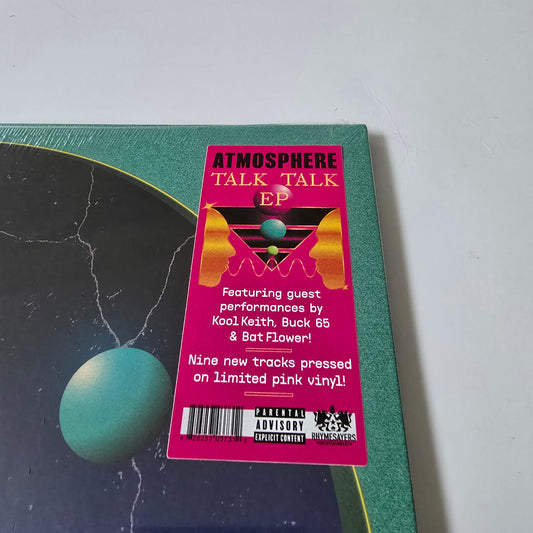 ATMOSPHERE
TALK TALK
EP
Featuring guest
performances by
Kool Keith, Buck 65
& Bat Flower!
Nine new tracks pressed
on limited pink vinyl!
PARENTAL
ADVISORY
EXPLICIT CONTENT
RHYMESAYERS